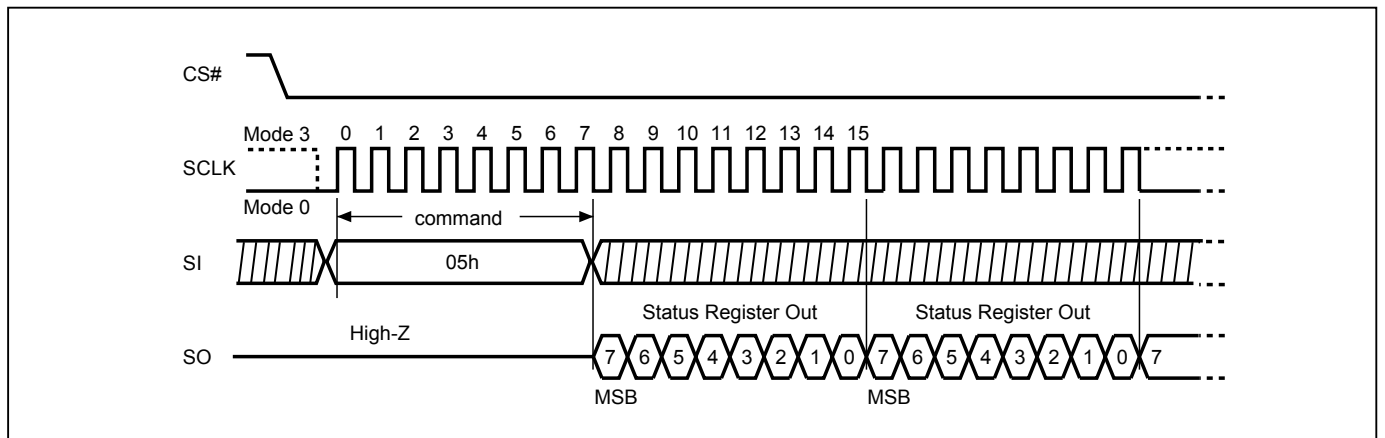 CS#
Mode 3 0 1 2 3 4 5 6 7 8 9 10 11 12 13 14 15
SCLK
Mode 0
command
SI 05h
Status Register Out Status Register Out
High-Z
SO 7 6 5 4 3 2 1 0 7 6 5 4 3 2 1 0 7
MSB MSB